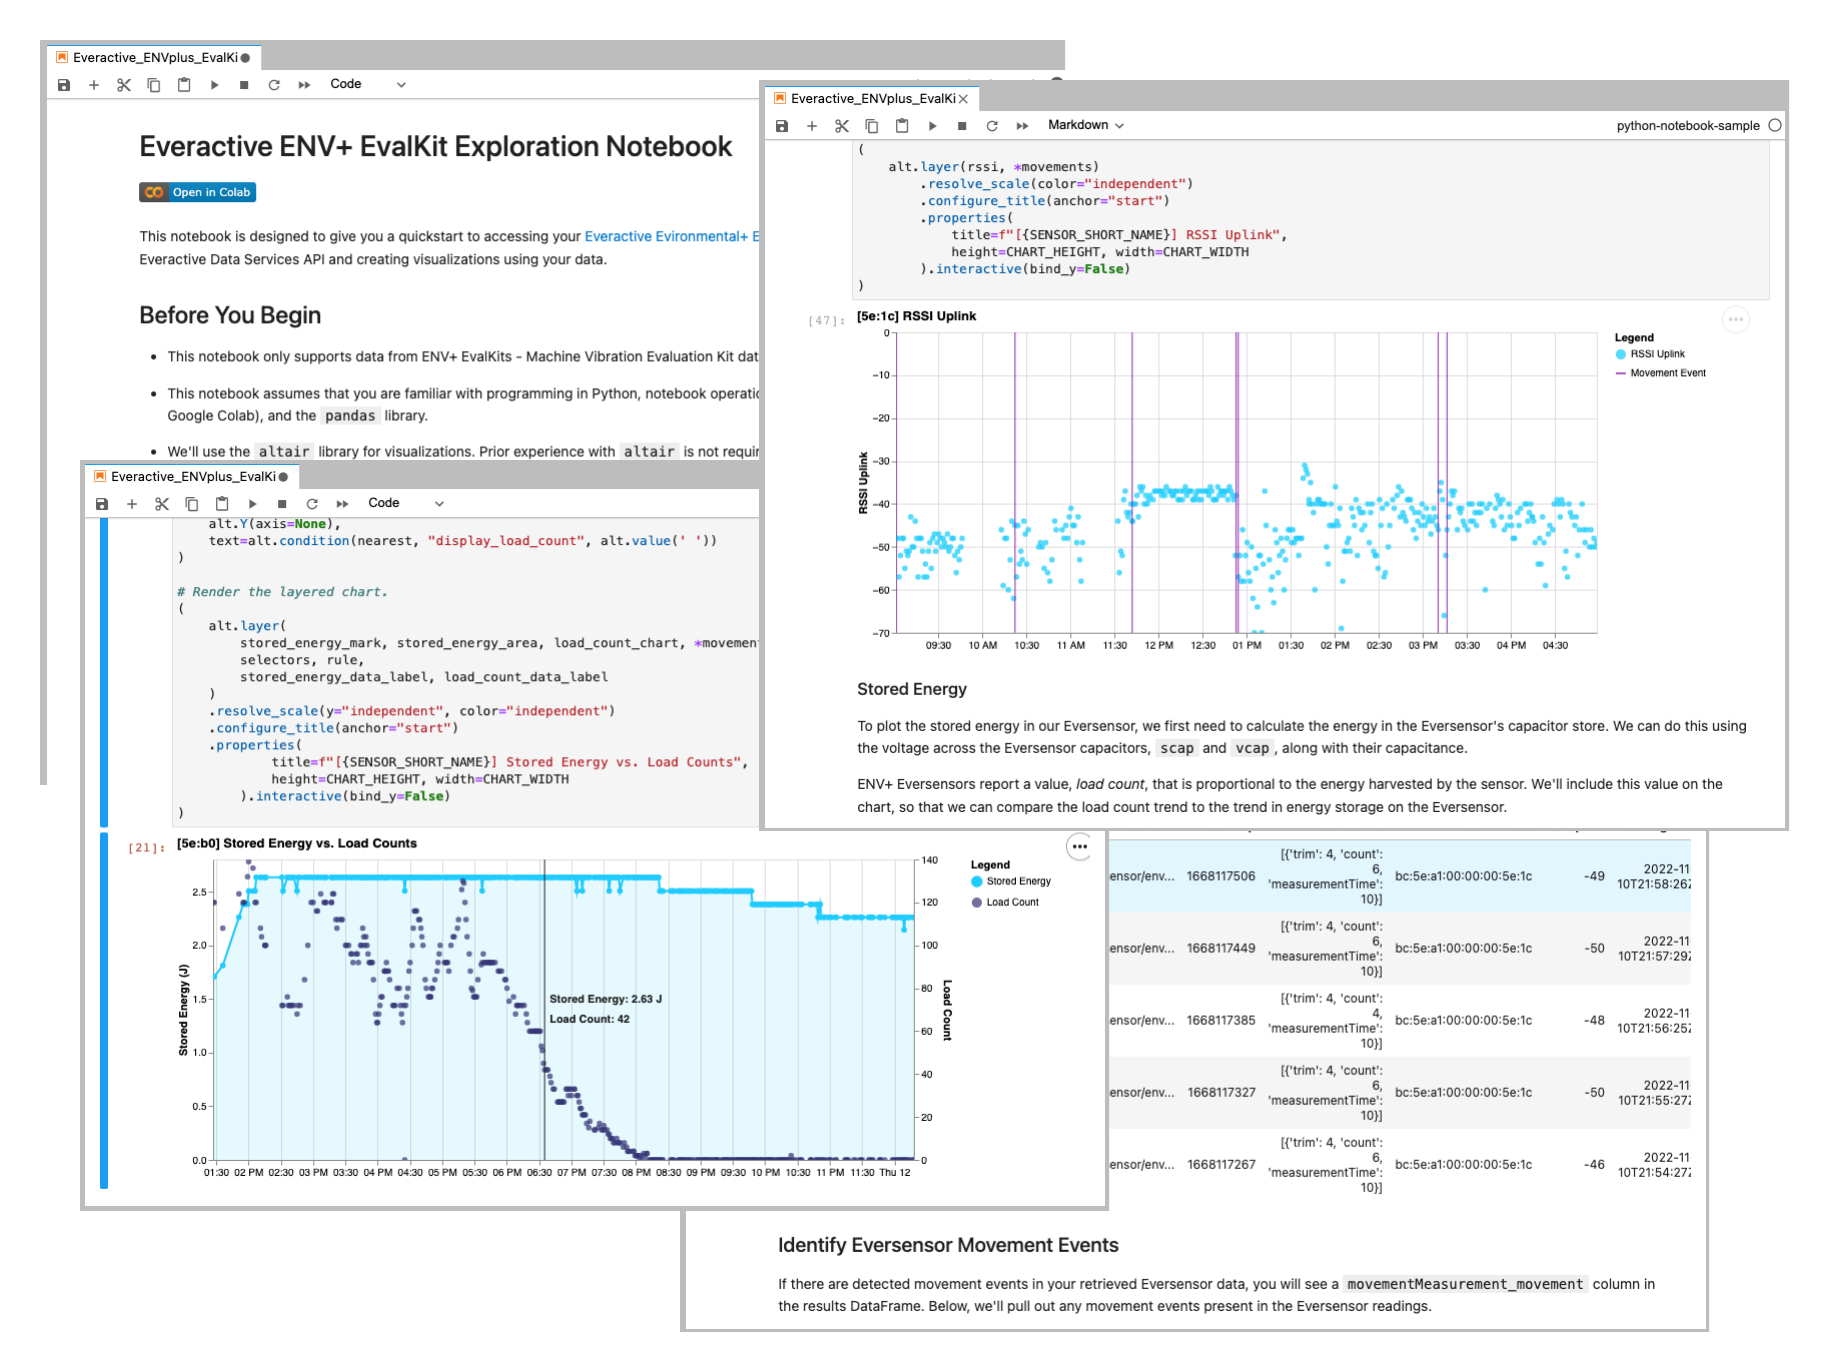 Everactive_ENVplus_EvalKi
Code
Everactive ENV+ EvalKit Exploration Notebook
Open in Colab
This notebook is designed to give you a quickstart to accessing your Everactive Evironmental+ E
Everactive Data Services API and creating visualizations using your data.
Before You Begin
• This notebook only supports data from ENV+ EvalKits - Machine Vibration Evaluation Kit dat
• This notebook assumes that you are familiar with programming in Python, notebook operatio
Google Colab), and the pandas library.
• We'll use the altair library for visualizations. Prior experience with altair is not requir
Everactive_ENVplus_EvalKi
Markdown
python-notebook-sample
(
alt.layer(rssi, *movements)
.resolve_scale(color="independent")
.configure_title(anchor="start")
.properties(
title=f"[{SENSOR_SHORT_NAME}] RSSI Uplink",
height=CHART_HEIGHT, width=CHART_WIDTH
).interactive(bind_y=False)
)
[47]:
[5e:1c] RSSI Uplink
Legend
RSSI Uplink
Movement Event
RSSI Uplink
0
−10
−20
−30
−40
−50
−60
−70
09:30 10 AM 10:30 11 AM 11:30 12 PM 12:30 01 PM 01:30 02 PM 02:30 03 PM 03:30 04 PM 04:30
Stored Energy
To plot the stored energy in our Eversensor, we first need to calculate the energy in the Eversensor's capacitor store. We can do this using
the voltage across the Eversensor capacitors, scap and vcap, along with their capacitance.
ENV+ Eversensors report a value, load count, that is proportional to the energy harvested by the sensor. We'll include this value on the
chart, so that we can compare the load count trend to the trend in energy storage on the Eversensor.
Everactive_ENVplus_EvalKi
Code
alt.Y(axis=None),
text=alt.condition(nearest, "display_load_count", alt.value(' '))
)
# Render the layered chart.
(
alt.layer(
stored_energy_mark, stored_energy_area, load_count_chart, *movemen
selectors, rule,
stored_energy_data_label, load_count_data_label
)
.resolve_scale(y="independent", color="independent")
.configure_title(anchor="start")
.properties(
title=f"[{SENSOR_SHORT_NAME}] Stored Energy vs. Load Counts",
height=CHART_HEIGHT, width=CHART_WIDTH
).interactive(bind_y=False)
)
[21]:
[5e:b0] Stored Energy vs. Load Counts
Legend
Stored Energy
Load Count
Stored Energy (J)
2.5
2.0
1.5
1.0
0.5
0.0
Stored Energy: 2.63 J
Load Count: 42
140
120
100
80
60
40
20
0
Load Count
01:30 02 PM 02:30 03 PM 03:30 04 PM 04:30 05 PM 05:30 06 PM 06:30 07 PM 07:30 08 PM 08:30 09 PM 09:30 10 PM 10:30 11 PM 11:30 Thu 12
[{'trim': 4, 'count':
6,
ensor/env... 1668117506 'measurementTime': bc:5e:a1:00:00:00:5e:1c -49 2022-11
10T21:58:26Z
10}]
[{'trim': 4, 'count':
6,
ensor/env... 1668117449 'measurementTime': bc:5e:a1:00:00:00:5e:1c -50 2022-11
10T21:57:29Z
10}]
[{'trim': 4, 'count':
4,
ensor/env... 1668117385 'measurementTime': bc:5e:a1:00:00:00:5e:1c -48 2022-11
10T21:56:25Z
10}]
[{'trim': 4, 'count':
6,
ensor/env... 1668117327 'measurementTime': bc:5e:a1:00:00:00:5e:1c -50 2022-11
10T21:55:27Z
10}]
[{'trim': 4, 'count':
6,
ensor/env... 1668117267 'measurementTime': bc:5e:a1:00:00:00:5e:1c -46 2022-11
10T21:54:27Z
10}]
Identify Eversensor Movement Events
If there are detected movement events in your retrieved Eversensor data, you will see a movementMeasurement_movement column in
the results DataFrame. Below, we'll pull out any movement events present in the Eversensor readings.